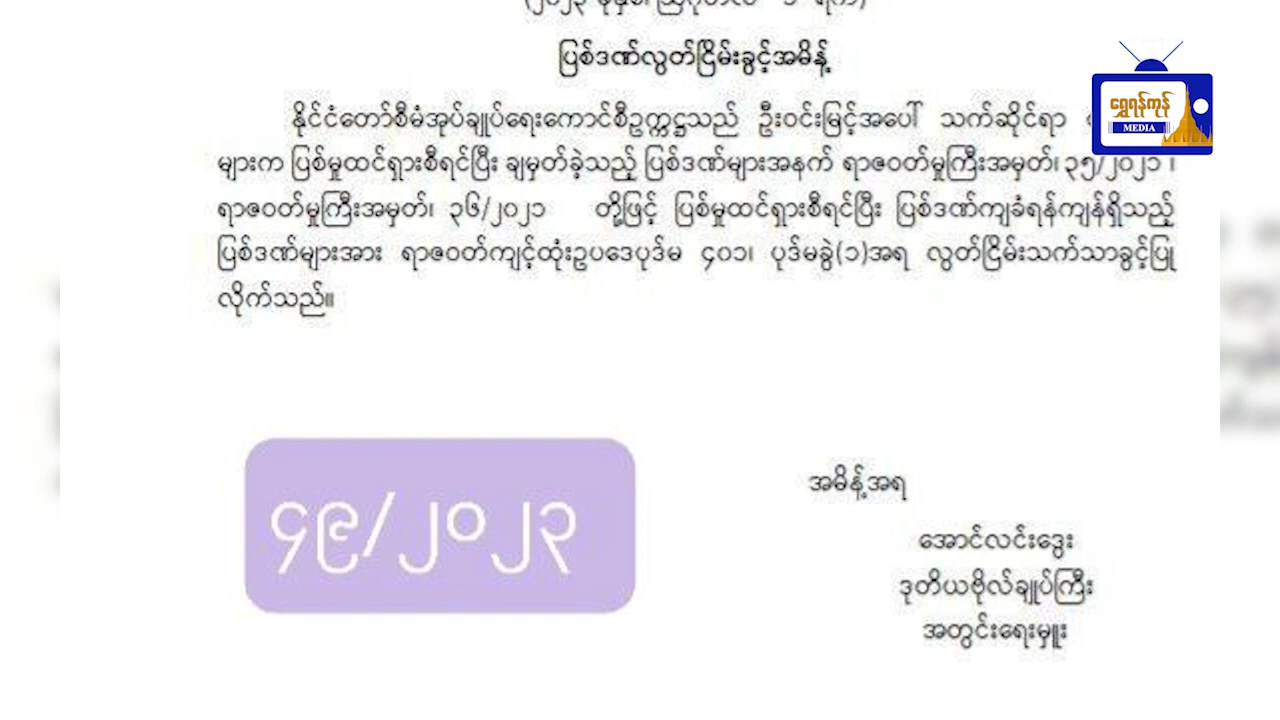 ပြစ်ဒဏ်လွတ်ငြိမ်းခွင့်အမိန့်
ရွှေရန်ကုန်
MEDIA
နိုင်ငံတော်စီမံအုပ်ချုပ်ရေးကောင်စီဥက္ကဋ္ဌသည် ဦးဝင်းမြင့်အပေါ် သက်ဆိုင်ရာ
များက ပြစ်မှုထင်ရှားစီရင်ပြီး ချမှတ်ခဲ့သည့် ပြစ်ဒဏ်များအနက် ရာဇဝတ်မှုကြီးအမှတ်၊ ၃၅/၂၀၂၁ ၊
ရာဇဝတ်မှုကြီးအမှတ်၊ ၃၆/၂၀၂၁ တို့ဖြင့် ပြစ်မှုထင်ရှားစီရင်ပြီး ပြစ်ဒဏ်ကျခံရန်ကျန်ရှိသည့်
ပြစ်ဒဏ်များအား ရာဇဝတ်ကျင့်ထုံးဥပဒေပုဒ်မ ၄၀၁၊ ပုဒ်မခွဲ(၁)အရ လွတ်ငြိမ်းသက်သာခွင့်ပြု
လိုက်သည်။
၄၉/၂၀၂၃
အမိန့်အရ
အောင်လင်းဒွေး
ဒုတိယဗိုလ်ချုပ်ကြီး
အတွင်းရေးမှူး